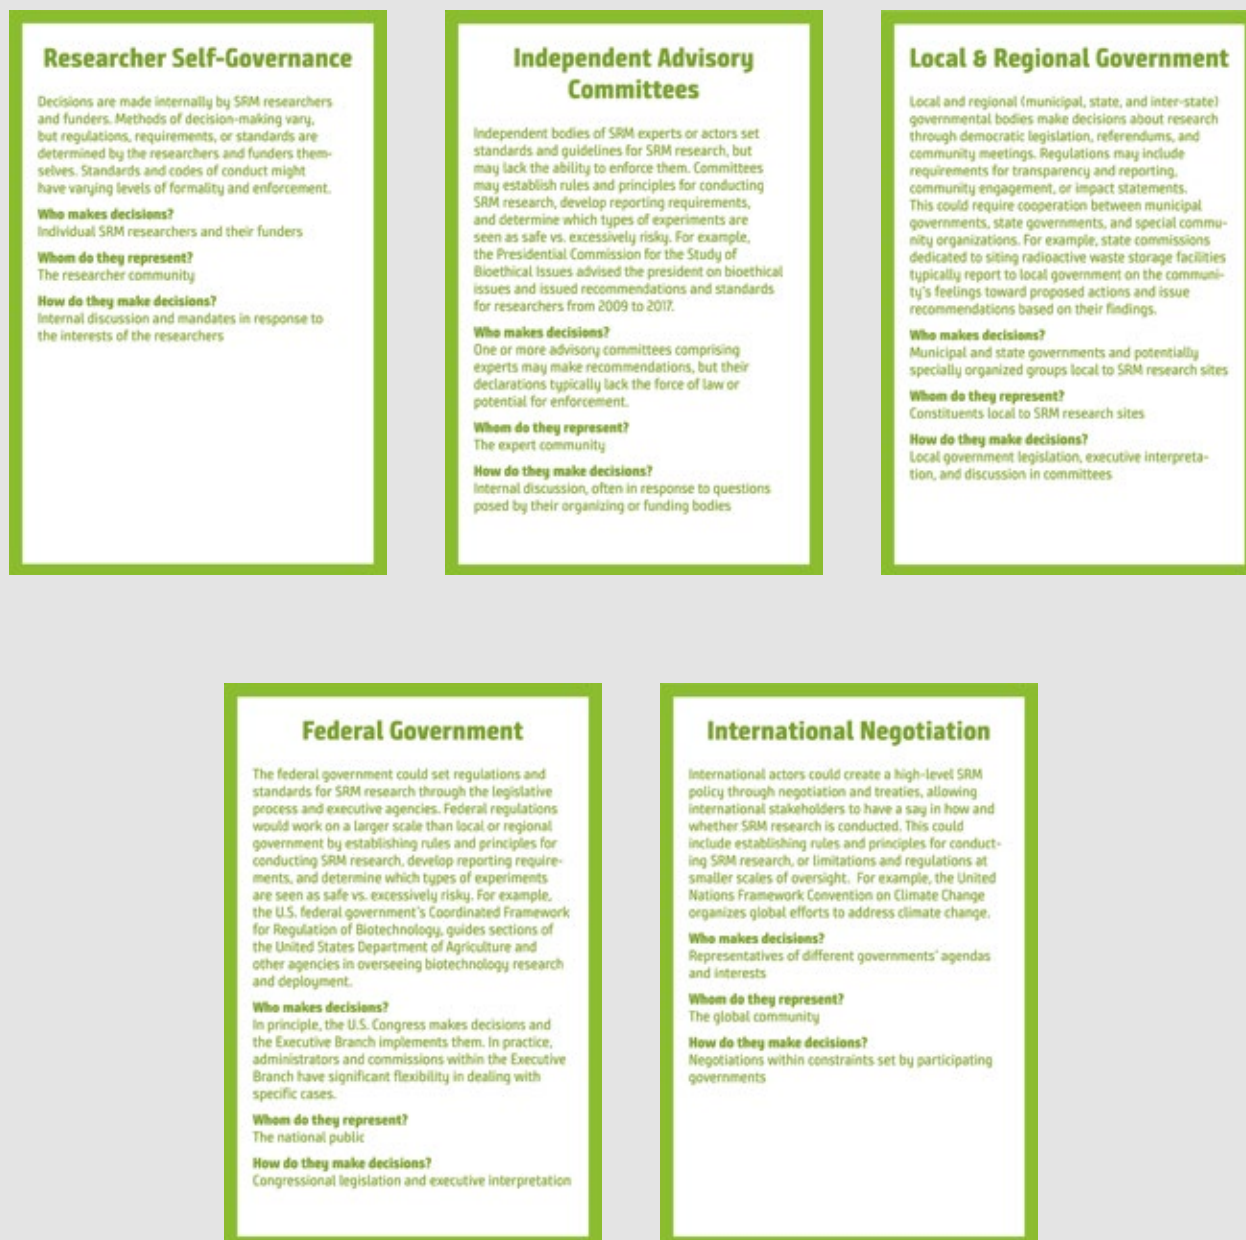 Researcher Self-Governance
Decisions are made internally by SRM researchers
and funders. Methods of decision-making vary,
but regulations, requirements, or standards are
determined by the researchers and funders them-
selves. Standards and codes of conduct might
have varying levels of formality and enforcement.
Who makes decisions?
Individual SRM researchers and their funders
Whom do they represent?
The researcher community
How do they make decisions?
Internal discussion and mandates in response to
the interests of the researchers
Independent Advisory
Committees
Independent bodies of SRM experts or actors set
standards and guidelines for SRM research, but
may lack the ability to enforce them. Committees
may establish rules and principles for conducting
SRM research, develop reporting requirements,
and determine which types of experiments are
seen as safe vs. excessively risky. For example,
the Presidential Commission for the Study of
Bioethical Issues advised the president on bioethical
issues and issued recommendations and standards
for researchers from 2009 to 2017.
Who makes decisions?
One or more advisory committees comprising
experts may make recommendations, but their
declarations typically lack the force of law or
potential for enforcement.
Whom do they represent?
The expert community
How do they make decisions?
Internal discussion, often in response to questions
posed by their organizing or funding bodies
Local & Regional Government
Local and regional (municipal, state, and inter-state)
governmental bodies make decisions about research
through democratic legislation, referendums, and
community meetings. Regulations may include
requirements for transparency and reporting,
community engagement, or impact statements.
This could require cooperation between municipal
governments, state governments, and special commu-
nity organizations. For example, state commissions
dedicated to siting radioactive waste storage facilities
typically report to local government on the communi-
ty's feelings toward proposed actions and issue
recommendations based on their findings.
Who makes decisions?
Municipal and state governments and potentially
specially organized groups local to SRM research sites
Whom do they represent?
Constituents local to SRM research sites
How do they make decisions?
Local government legislation, executive interpreta-
tion, and discussion in committees
Federal Government
The federal government could set regulations and
standards for SRM research through the legislative
process and executive agencies. Federal regulations
would work on a larger scale than local or regional
government by establishing rules and principles for
conducting SRM research, develop reporting require-
ments, and determine which types of experiments
are seen as safe vs. excessively risky. For example,
the U.S. federal government's Coordinated Framework
for Regulation of Biotechnology, guides sections of
the United States Department of Agriculture and
other agencies in overseeing biotechnology research
and deployment.
Who makes decisions?
In principle, the U.S. Congress makes decisions and
the Executive Branch implements them. In practice,
administrators and commissions within the Executive
Branch have significant flexibility in dealing with
specific cases.
Whom do they represent?
The national public
How do they make decisions?
Congressional legislation and executive interpretation
International Negotiation
International actors could create a high-level SRM
policy through negotiation and treaties, allowing
international stakeholders to have a say in how and
whether SRM research is conducted. This could
include establishing rules and principles for conduct-
ing SRM research, or limitations and regulations at
smaller scales of oversight. For example, the United
Nations Framework Convention on Climate Change
organizes global efforts to address climate change.
Who makes decisions?
Representatives of different governments' agendas
and interests
Whom do they represent?
The global community
How do they make decisions?
Negotiations within constraints set by participating
governments